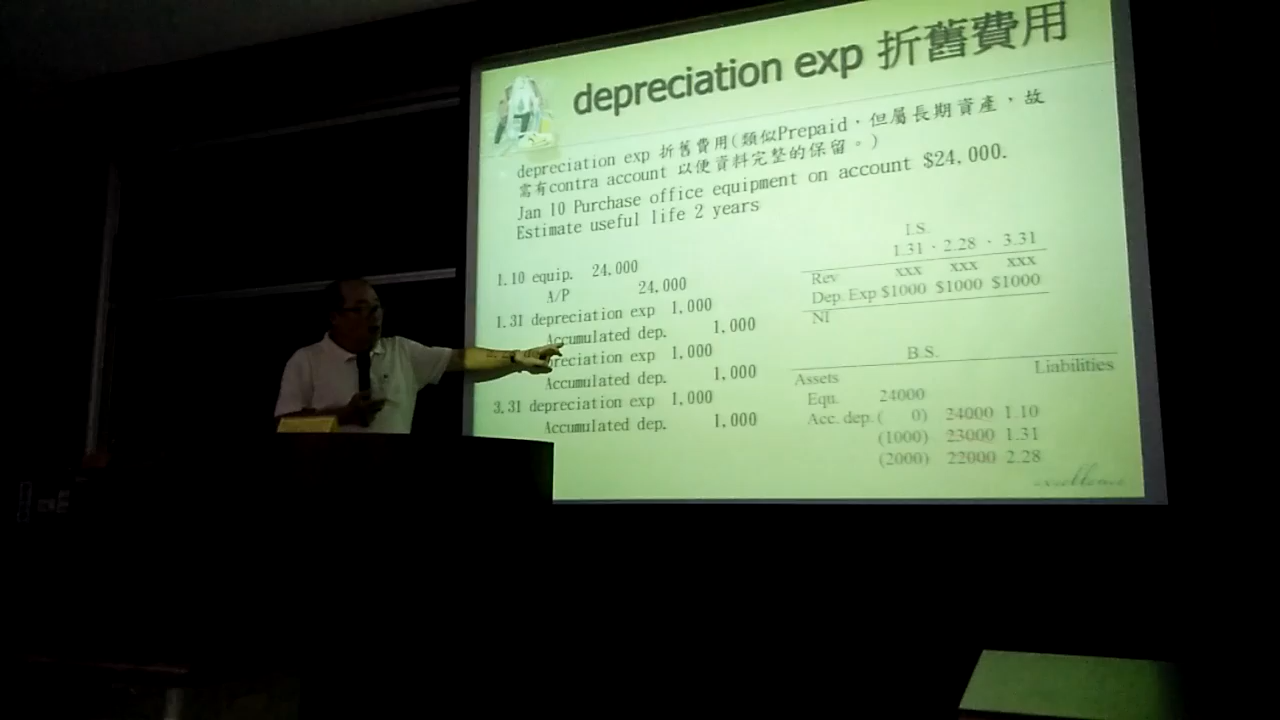 depreciation exp 折舊費用
depreciation exp 折舊費用(類似Prepaid，但屬長期資產，故
需有contra account 以便資料完整的保留。)
Jan 10 Purchase office equipment on account $24,000.
Estimate useful life 2 years
1.10 equip. 24,000
A/P 24,000
1.31 depreciation exp 1,000
Accumulated dep. 1,000
preciation exp 1,000
Accumulated dep. 1,000
3.31 depreciation exp 1,000
Accumulated dep. 1,000
I.S.
1.31 · 2.28 · 3.31
Rev xxx xxx xxx
Dep. Exp $1000 $1000 $1000
NI
B.S.
Assets Liabilities
Equ. 24000
Acc. dep. ( 0) 24000 1.10
(1000) 23000 1.31
(2000) 22000 2.28
excellence